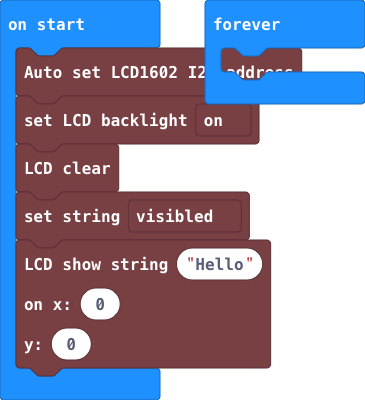 on start
forever
Auto set LCD1602 I2 address
set LCD backlight on
LCD clear
set string visibled
LCD show string "Hello"
on x: 0
y: 0